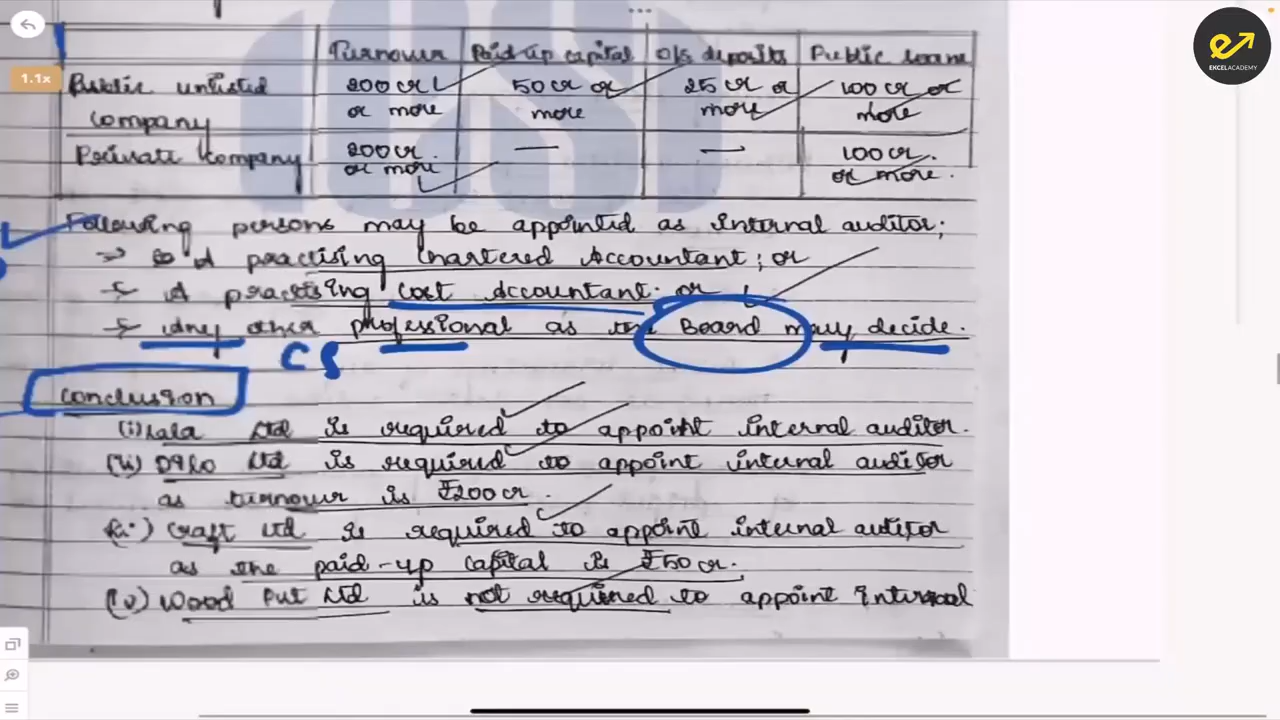 1.1x
EXCELACADEMY
Turnover Paid up capital O/s deposits Public loans
Public unlisted 200 cr 50 cr or 25 cr or 100 cr or
company or more more more more
Private Company 200 cr. — — 100 cr.
or more or more.
Following persons may be appointed as internal auditor;
A practising Chartered Accountant; or
A practising Cost Accountant. or
Any other professional as the Board may decide.
CS
Conclusion
(i) Lala Ltd is required to appoint internal auditor.
(ii) Ltd is required to appoint internal auditor
as turnover is ₹200 cr.
Craft Ltd is required to appoint internal auditor
as the paid-up capital is ₹50 cr.
(v) Wood Pvt Ltd is not required to appoint internal